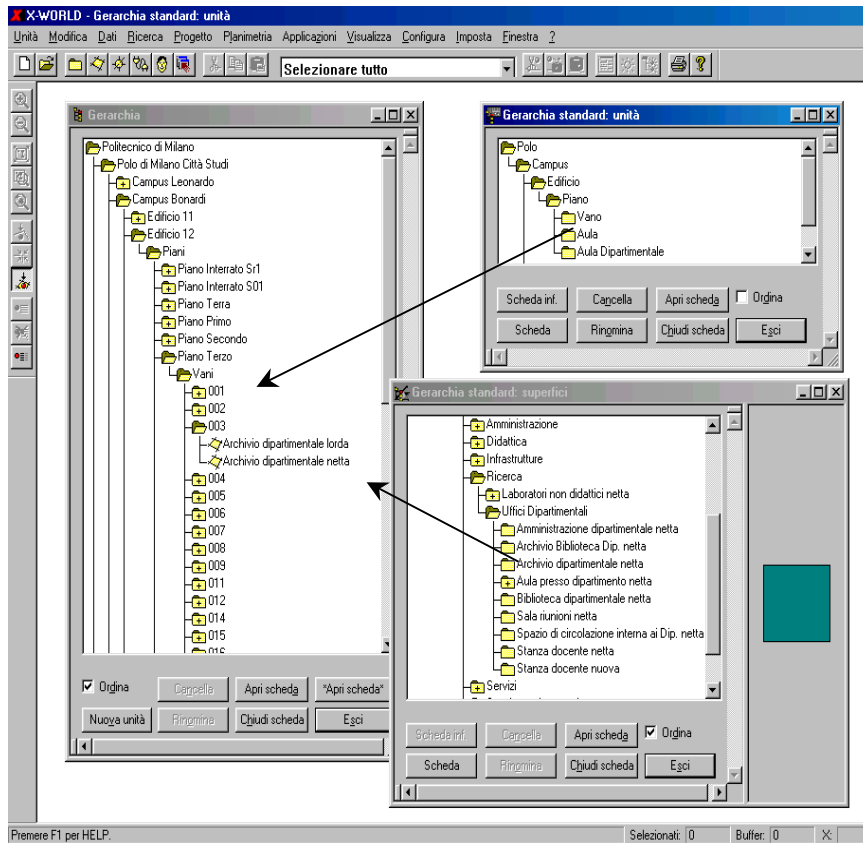 X-WORLD - Gerarchia standard: unità
Unità Modifica Dati Ricerca Progetto Planimetria Applicazioni Visualizza Configura Imposta Finestra ?
Selezionare tutto
Gerarchia
Politecnico di Milano
Polo di Milano Città Studi
Campus Leonardo
Campus Bonardi
Edificio 11
Edificio 12
Piani
Piano Interrato Sr1
Piano Interrato S01
Piano Terra
Piano Primo
Piano Secondo
Piano Terzo
Vani
001
002
003
Archivio dipartimentale lorda
Archivio dipartimentale netta
004
005
006
007
008
009
011
012
014
015
016
Ordina Cancella Apri scheda *Apri scheda*
Nuova unità Rinomina Chiudi scheda Esci
Gerarchia standard: unità
Polo
Campus
Edificio
Piano
Vano
Aula
Aula Dipartimentale
Scheda inf. Cancella Apri scheda Ordina
Scheda Rinomina Chiudi scheda Esci
Gerarchia standard: superfici
Amministrazione
Didattica
Infrastrutture
Ricerca
Laboratori non didattici netta
Uffici Dipartimentali
Amministrazione dipartimentale netta
Archivio Biblioteca Dip. netta
Archivio dipartimentale netta
Aula presso dipartimento netta
Biblioteca dipartimentale netta
Sala riunioni netta
Spazio di circolazione interna ai Dip. netta
Stanza docente netta
Stanza docente nuova
Servizi
Scheda inf. Cancella Apri scheda Ordina
Scheda Rinomina Chiudi scheda Esci
Premere F1 per HELP. Selezionati: 0 Buffer: 0 X: